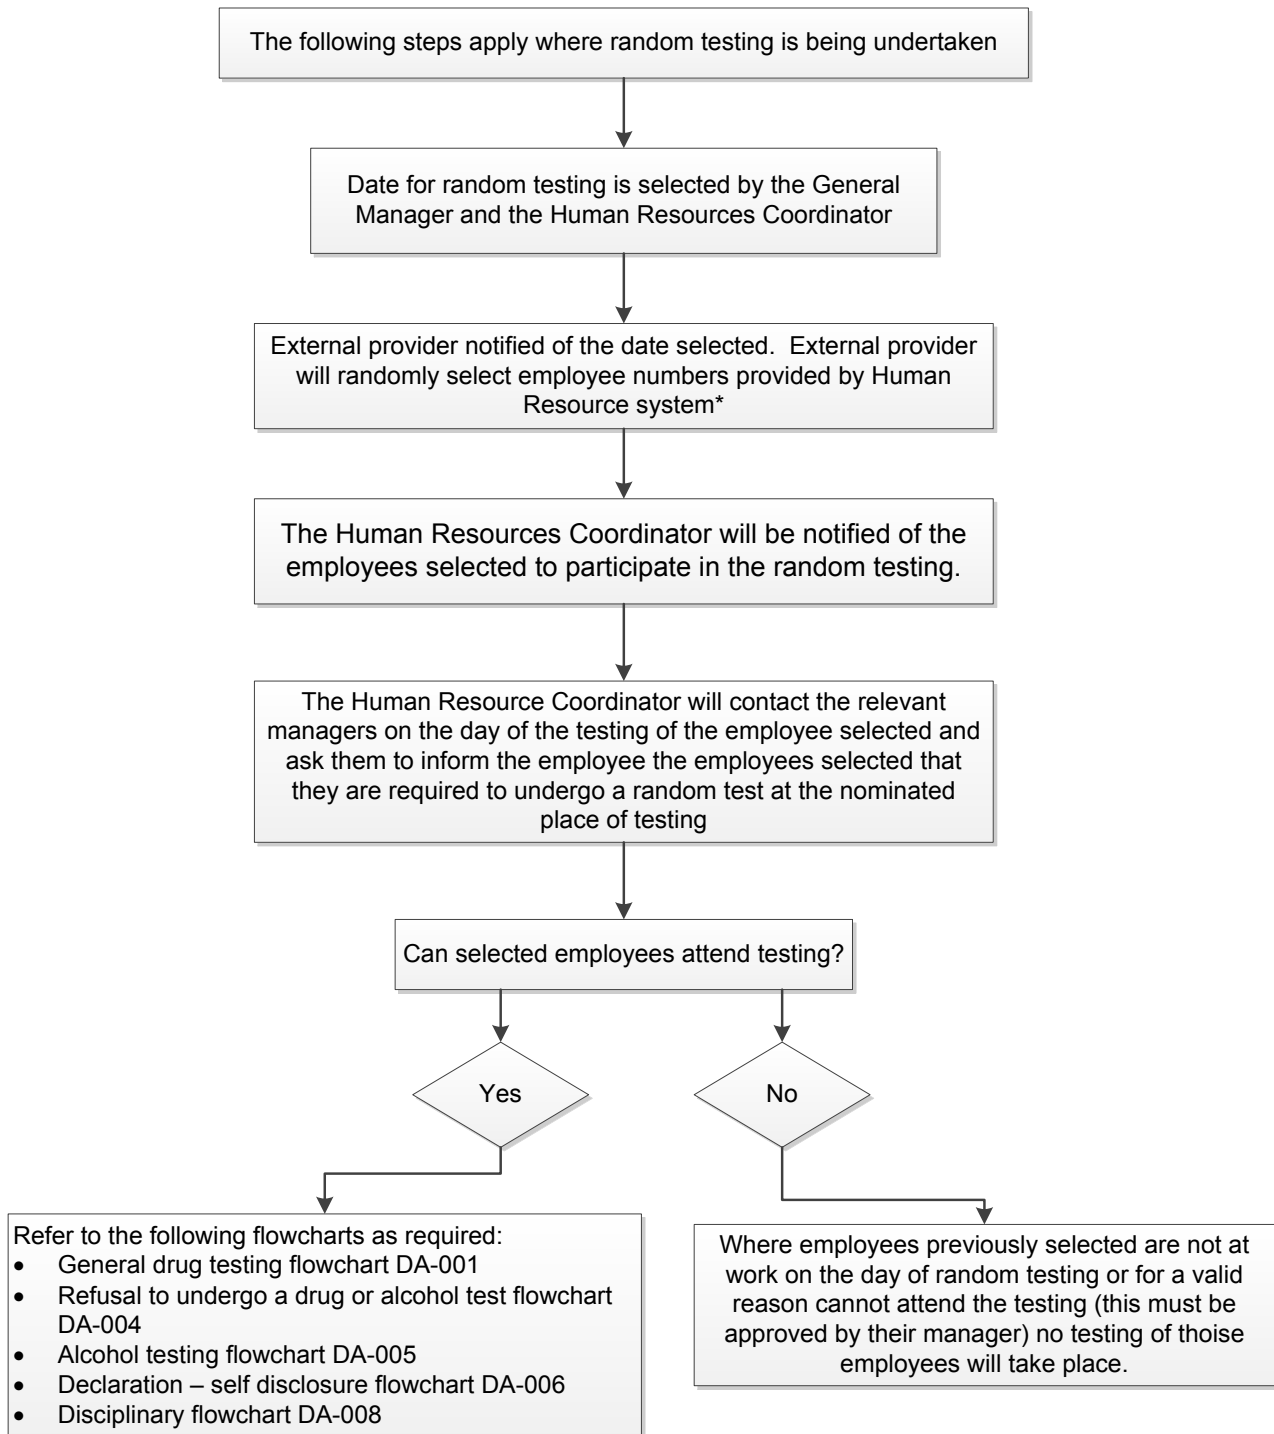 The following steps apply where random testing is being undertaken
Date for random testing is selected by the General
Manager and the Human Resources Coordinator
External provider notified of the date selected.  External provider
will randomly select employee numbers provided by Human
Resource system*
The Human Resources Coordinator will be notified of the
employees selected to participate in the random testing.
The Human Resource Coordinator will contact the relevant
managers on the day of the testing of the employee selected and
ask them to inform the employee the employees selected that
they are required to undergo a random test at the nominated
place of testing
Can selected employees attend testing?
Yes
No
Refer to the following flowcharts as required:
• General drug testing flowchart DA-001
• Refusal to undergo a drug or alcohol test flowchart
DA-004
• Alcohol testing flowchart DA-005
• Declaration – self disclosure flowchart DA-006
• Disciplinary flowchart DA-008
Where employees previously selected are not at
work on the day of random testing or for a valid
reason cannot attend the testing (this must be
approved by their manager) no testing of thoise
employees will take place.